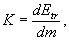 K = dE_tr / dm ,